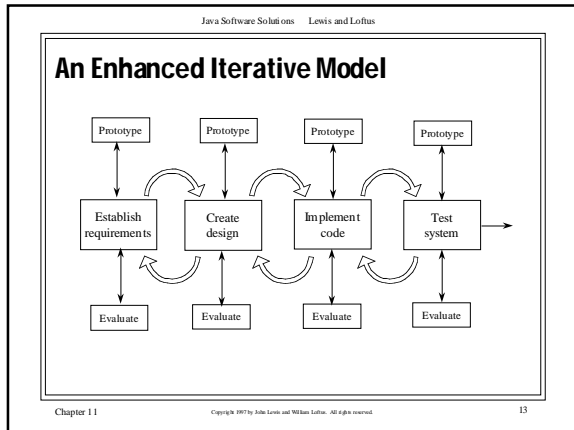 Java Software Solutions Lewis and Loftus
An Enhanced Iterative Model
Prototype Prototype Prototype Prototype
Establish requirements
Create design
Implement code
Test system
Evaluate Evaluate Evaluate Evaluate
Chapter 11 Copyright 1997 by John Lewis and William Loftus. All rights reserved. 13